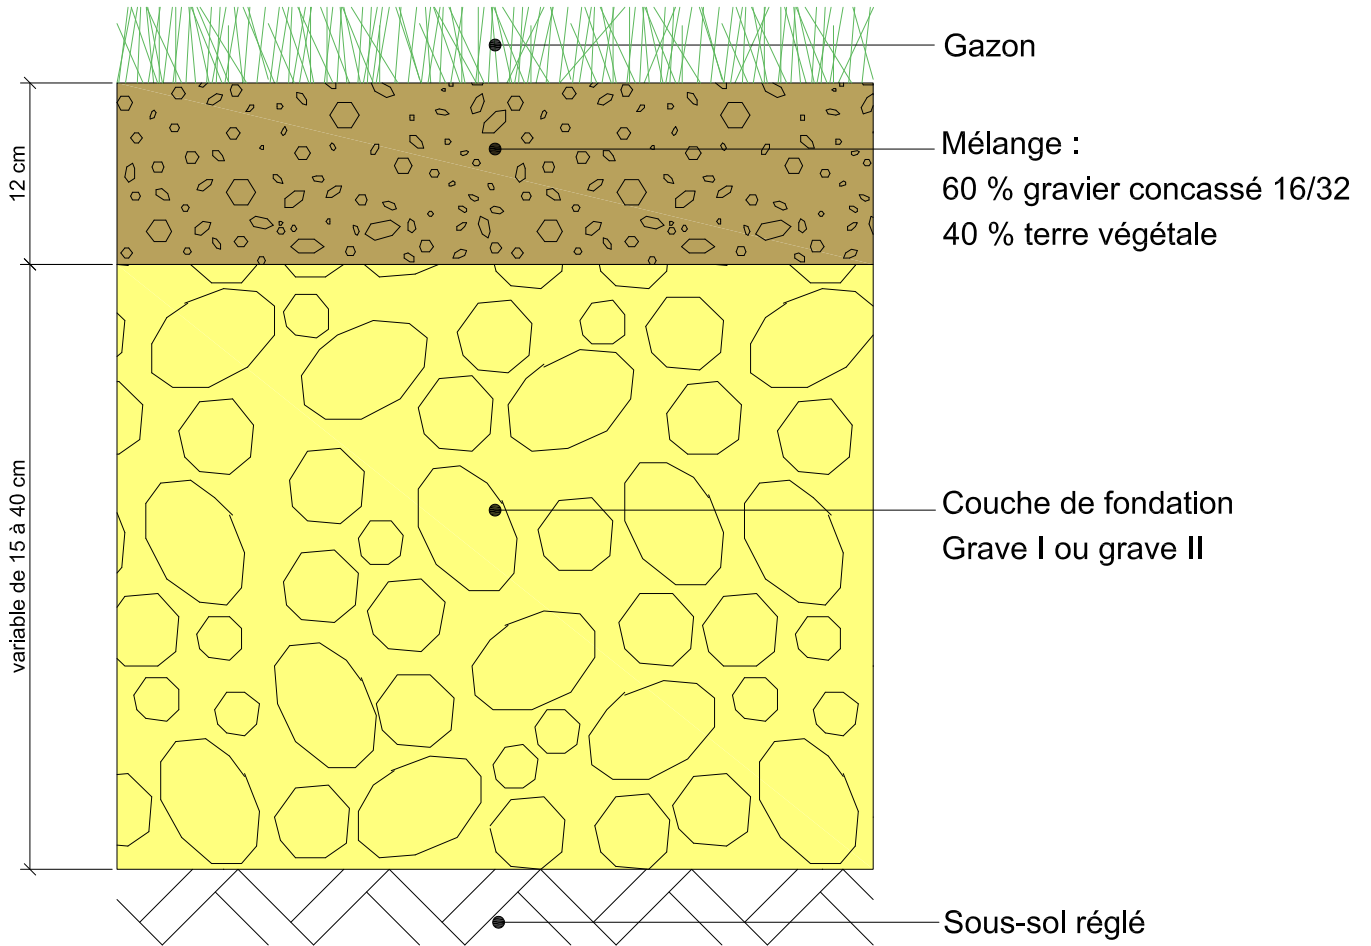 Gazon
12 cm
Mélange :
60 % gravier concassé 16/32
40 % terre végétale
variable de 15 à 40 cm
Couche de fondation
Grave I ou grave II
Sous-sol réglé